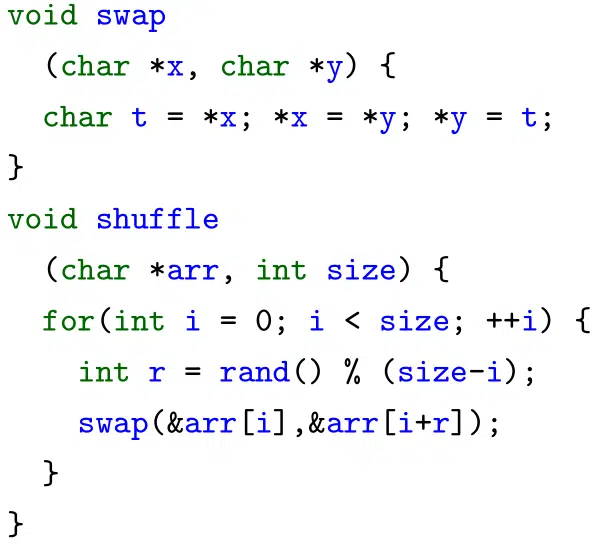 void swap
  (char *x, char *y) {
  char t = *x; *x = *y; *y = t;
}
void shuffle
  (char *arr, int size) {
  for(int i = 0; i < size; ++i) {
    int r = rand() % (size-i);
    swap(&arr[i],&arr[i+r]);
  }
}